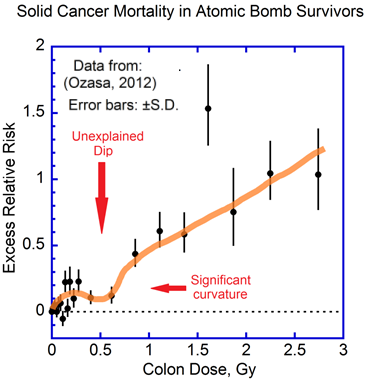 Solid Cancer Mortality in Atomic Bomb Survivors
2
Data from:
(Ozasa, 2012)
Error bars: ±S.D.
1.5
Unexplained
Dip
Excess Relative Risk
1
0.5
Significant
curvature
0
0
0.5
1
1.5
2
2.5
3
Colon Dose, Gy